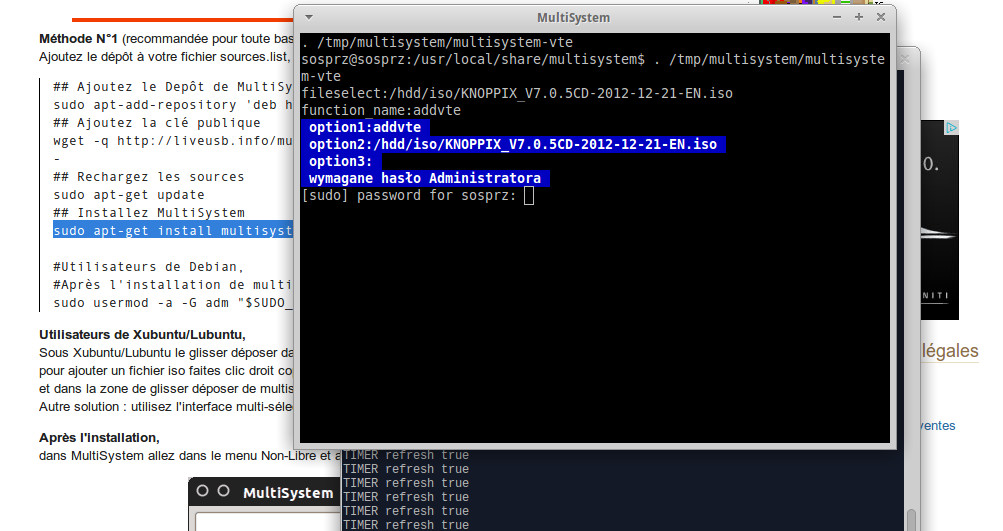 Méthode N°1 (recommandée pour toute bas
Ajoutez le dépôt à votre fichier sources.list,
## Ajoutez le Depôt de MultiSy
sudo apt-add-repository 'deb h
## Ajoutez la clé publique
wget -q http://liveusb.info/mu
-
## Rechargez les sources
sudo apt-get update
## Installez MultiSystem
sudo apt-get install multisyst
#Utilisateurs de Debian,
#Après l'installation de multi
sudo usermod -a -G adm "$SUDO_
Utilisateurs de Xubuntu/Lubuntu,
Sous Xubuntu/Lubuntu le glisser déposer da
pour ajouter un fichier iso faites clic droit co
et dans la zone de glisser déposer de multis
Autre solution : utilisez l'interface multi-séle
Après l'installation,
dans MultiSystem allez dans le menu Non-Libre et a
MultiSystem
MultiSystem
. /tmp/multisystem/multisystem-vte
sosprz@sosprz:/usr/local/share/multisystem$ . /tmp/multisystem/multisyste
m-vte
fileselect:/hdd/iso/KNOPPIX_V7.0.5CD-2012-12-21-EN.iso
function_name:addvte
option1:addvte
option2:/hdd/iso/KNOPPIX_V7.0.5CD-2012-12-21-EN.iso
option3:
wymagane hasło Administratora
[sudo] password for sosprz:
TIMER refresh true
TIMER refresh true
TIMER refresh true
TIMER refresh true
TIMER refresh true
TIMER refresh true
0.
INITI
légales
ventes